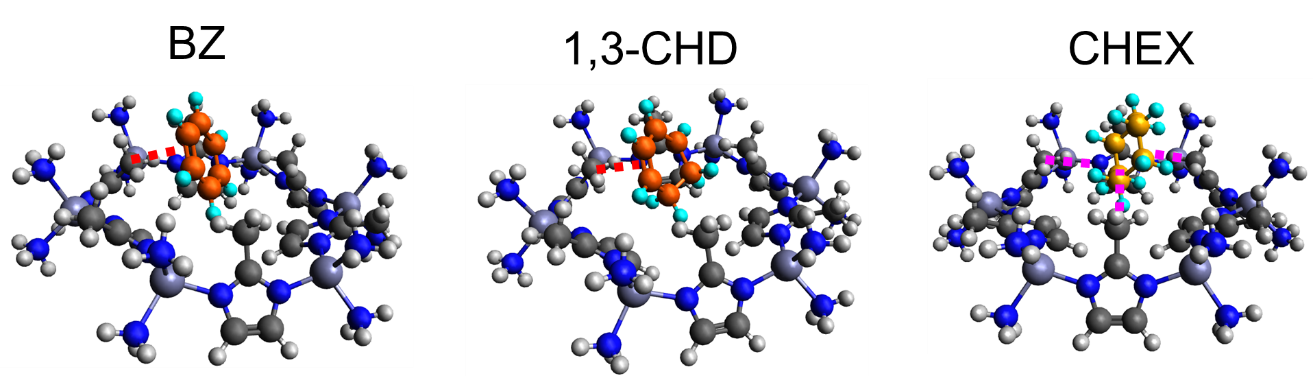 BZ
1,3-CHD
CHEX